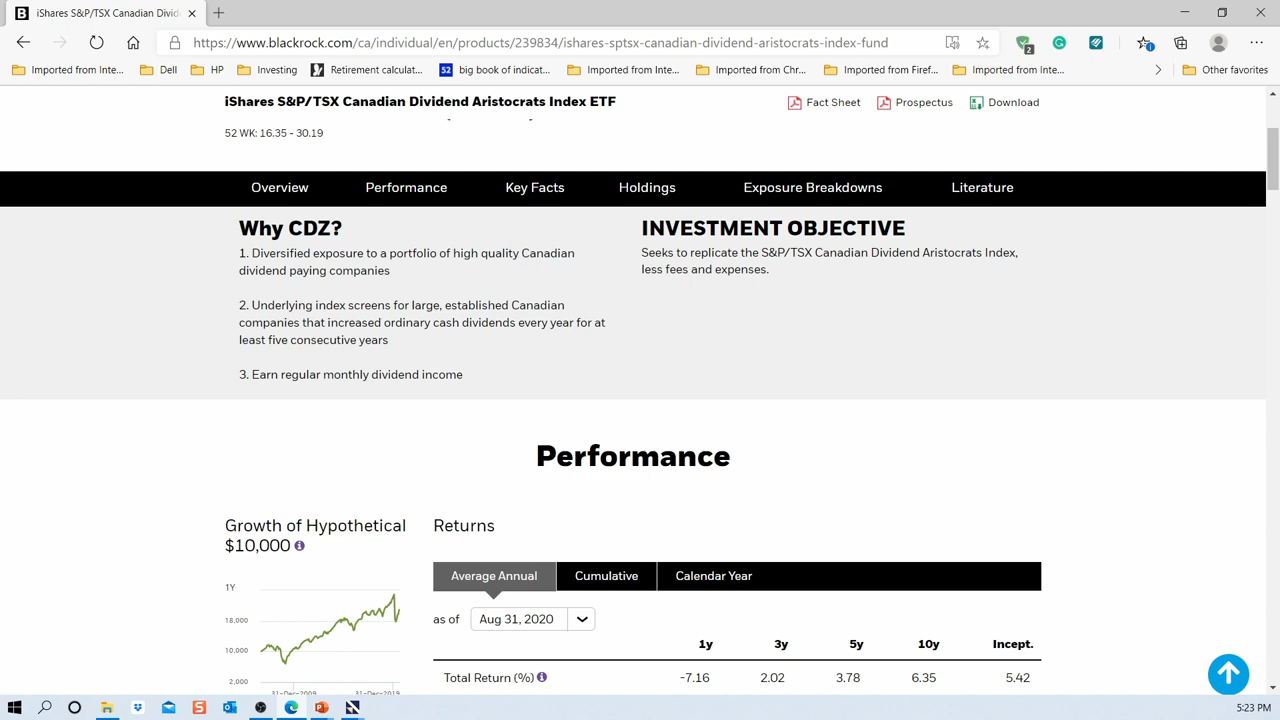 iShares S&P/TSX Canadian Divide
https://www.blackrock.com/ca/individual/en/products/239834/ishares-sptsx-canadian-dividend-aristocrats-index-fund
2
Imported from Inte...
Dell
HP
Investing
Retirement calculat...
52 big book of indicat...
Imported from Inte...
Imported from Chr...
Imported from Firef...
Imported from Inte...
Other favorites
iShares S&P/TSX Canadian Dividend Aristocrats Index ETF
Fact Sheet
Prospectus
Download
52 WK: 16.35 - 30.19
Overview
Performance
Key Facts
Holdings
Exposure Breakdowns
Literature
Why CDZ?
1. Diversified exposure to a portfolio of high quality Canadian
dividend paying companies
2. Underlying index screens for large, established Canadian
companies that increased ordinary cash dividends every year for at
least five consecutive years
3. Earn regular monthly dividend income
INVESTMENT OBJECTIVE
Seeks to replicate the S&P/TSX Canadian Dividend Aristocrats Index,
less fees and expenses.
Performance
Growth of Hypothetical
$10,000
1Y
18,000
10,000
2,000
31-Dec-2009
31-Dec-2019
Returns
Average Annual
Cumulative
Calendar Year
as of
Aug 31, 2020
1y 3y 5y 10y Incept.
Total Return (%) -7.16 2.02 3.78 6.35 5.42
5:23 PM